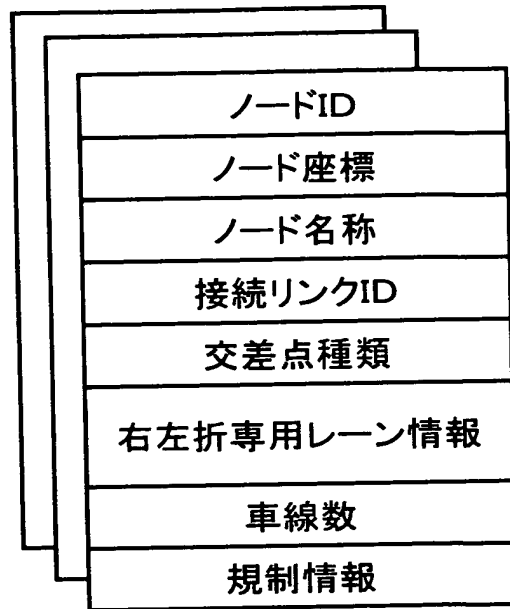 ノードID
ノード座標
ノード名称
接続リンクID
交差点種類
右左折専用レーン情報
車線数
規制情報